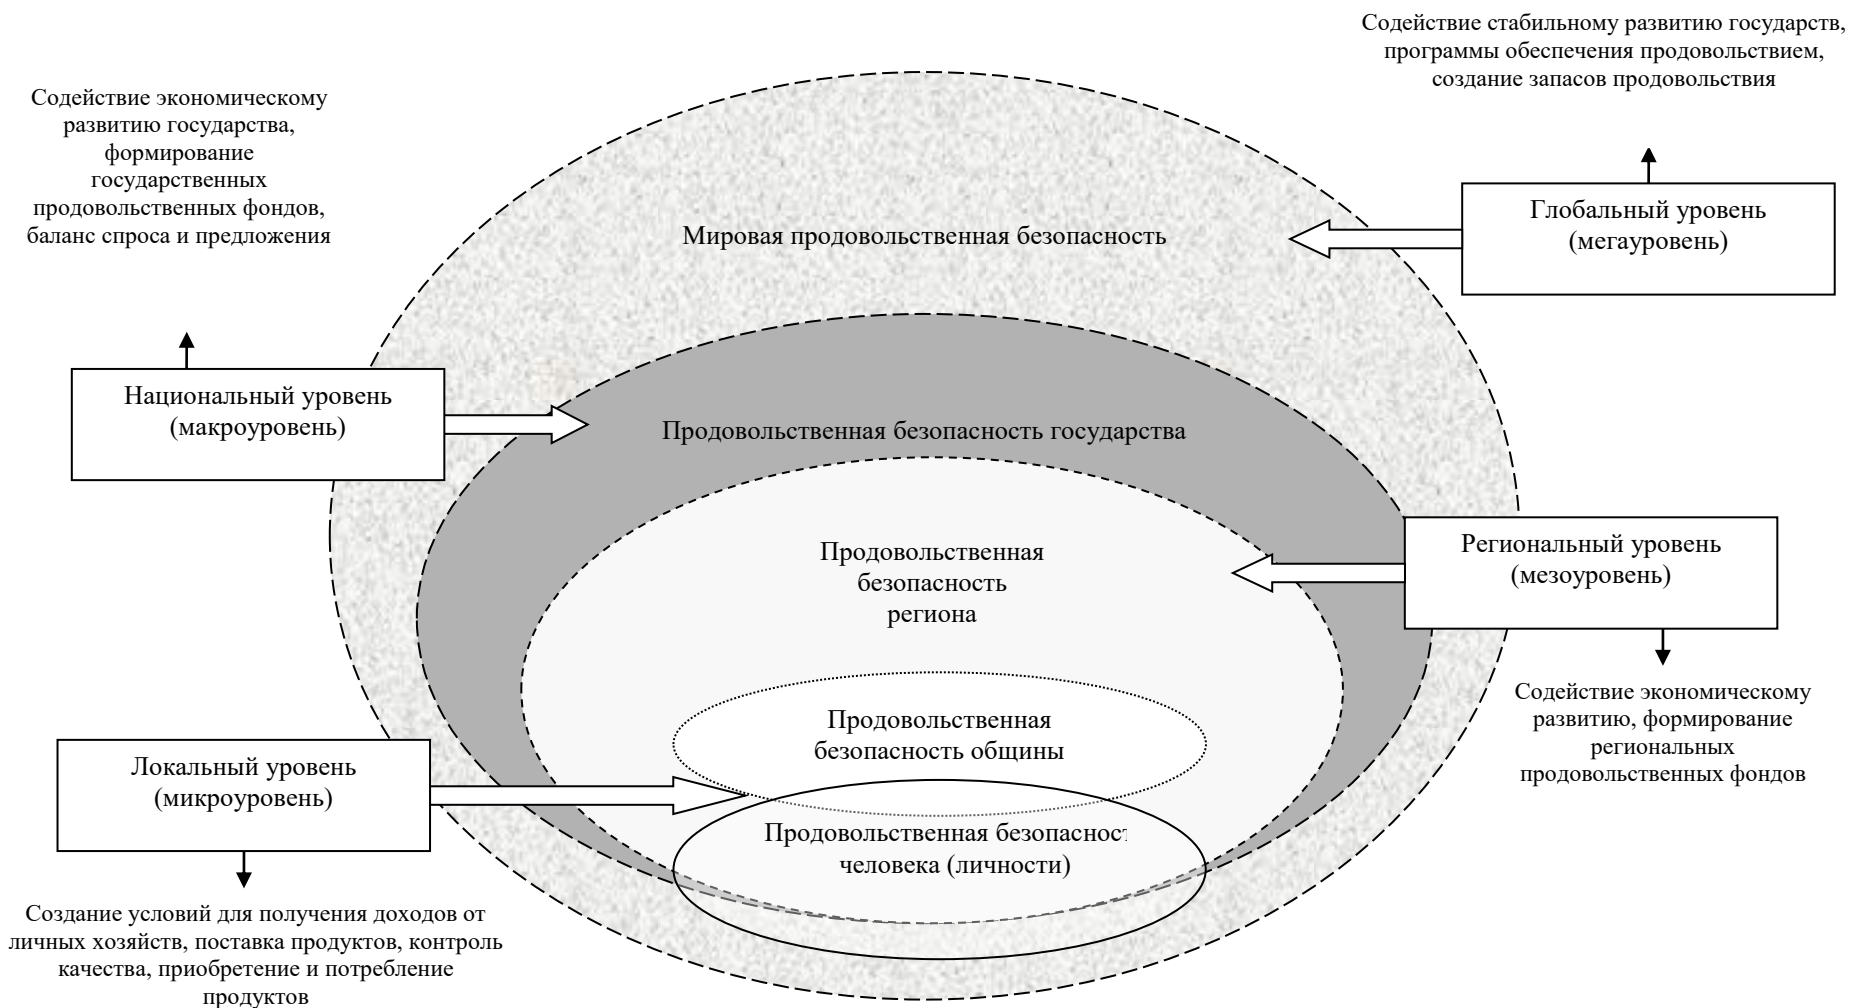 Содействие стабильному развитию государств,
программы обеспечения продовольствием,
создание запасов продовольствия
Содействие экономическому
развитию государства,
формирование
государственных
продовольственных фондов,
баланс спроса и предложения
Глобальный уровень
(мегауровень)
Мировая продовольственная безопасность
Национальный уровень
(макроуровень)
Продовольственная безопасность государства
Региональный уровень
(мезоуровень)
Продовольственная
безопасность
региона
Содействие экономическому
развитию, формирование
региональных
продовольственных фондов
Продовольственная
безопасность общины
Локальный уровень
(микроуровень)
Продовольственная безопасност
человека (личности)
Создание условий для получения доходов от
личных хозяйств, поставка продуктов, контроль
качества, приобретение и потребление
продуктов